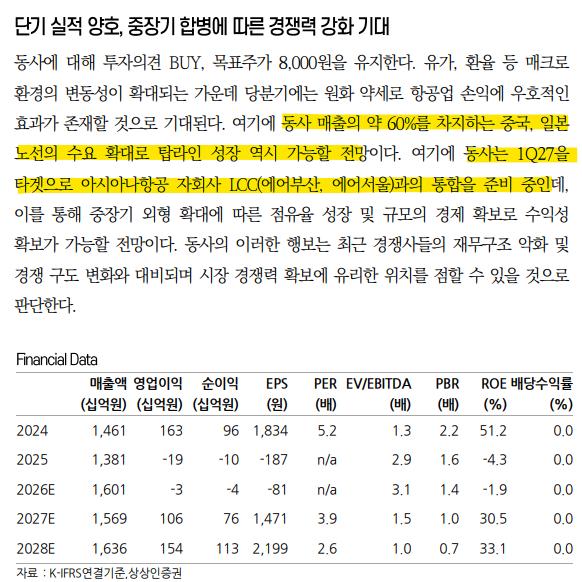 단기 실적 양호, 중장기 합병에 따른 경쟁력 강화 기대
동사에 대해 투자의견 BUY, 목표주가 8,000원을 유지한다. 유가, 환율 등 매크로
환경의 변동성이 확대되는 가운데 당분기에는 원화 약세로 항공업 손익에 우호적인
효과가 존재할 것으로 기대된다. 여기에 동사 매출의 약 60%를 차지하는 중국, 일본
노선의 수요 확대로 탑라인 성장 역시 가능할 전망이다. 여기에 동사는 1Q27을
타겟으로 아시아나항공 자회사 LCC(에어부산, 에어서울)과의 통합을 준비 중인데,
이를 통해 중장기 외형 확대에 따른 점유율 성장 및 규모의 경제 확보로 수익성
확보가 가능할 전망이다. 동사의 이러한 행보는 최근 경쟁사들의 재무구조 악화 및
경쟁 구도 변화와 대비되며 시장 경쟁력 확보에 유리한 위치를 점할 수 있을 것으로
판단한다.
Financial Data
매출액 영업이익 순이익 EPS PER EV/EBITDA PBR ROE 배당수익률
(십억원) (십억원) (십억원) (원) (배) (배) (배) (%) (%)
2024 1,461 163 96 1,834 5.2 1.3 2.2 51.2 0.0
2025 1,381 -19 -10 -187 n/a 2.9 1.6 -4.3 0.0
2026E 1,601 -3 -4 -81 n/a 3.1 1.4 -1.9 0.0
2027E 1,569 106 76 1,471 3.9 1.5 1.0 30.5 0.0
2028E 1,636 154 113 2,199 2.6 1.0 0.7 33.1 0.0
자료 : K-IFRS연결기준,상상인증권